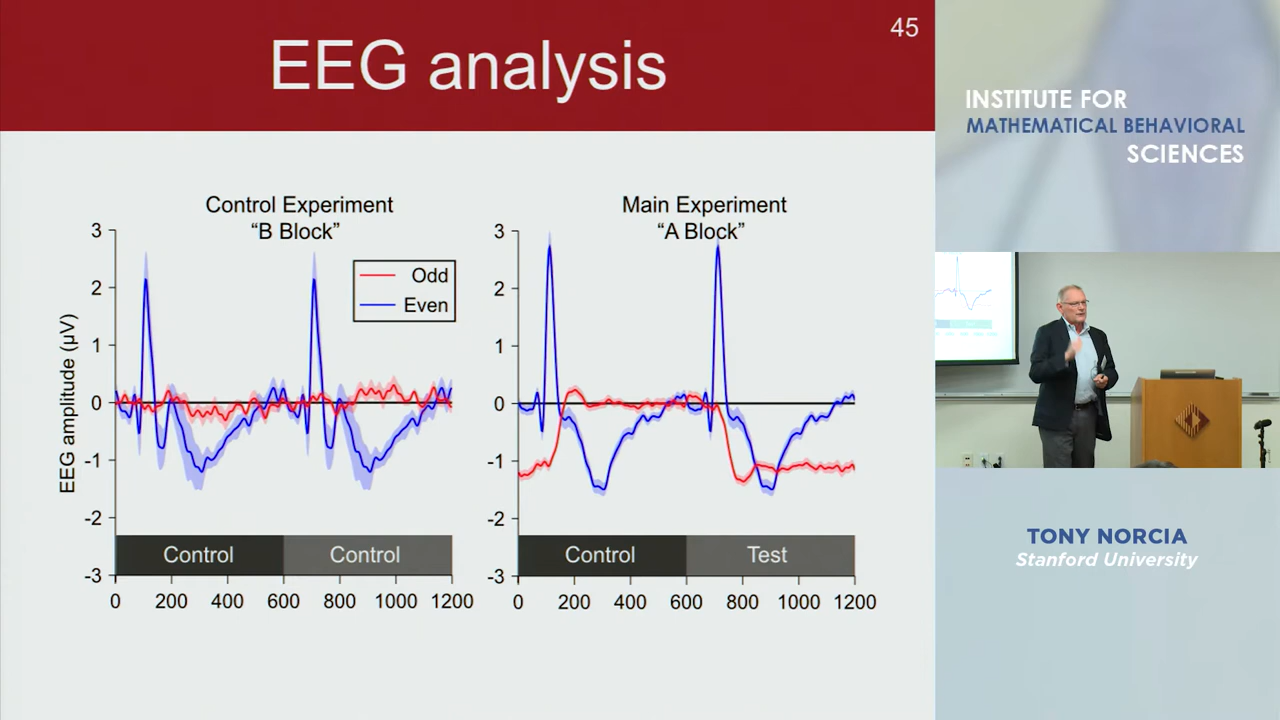 EEG analysis
45
Control Experiment
“B Block”
Main Experiment
“A Block”
Odd
Even
EEG amplitude (µV)
3
2
1
0
-1
-2
-3
Control
Control
0
200
400
600
800
1000
1200
3
2
1
0
-1
-2
-3
Control
Test
0
200
400
600
800
1000
1200
INSTITUTE FOR
MATHEMATICAL BEHAVIORAL
SCIENCES
TONY NORCIA
Stanford University